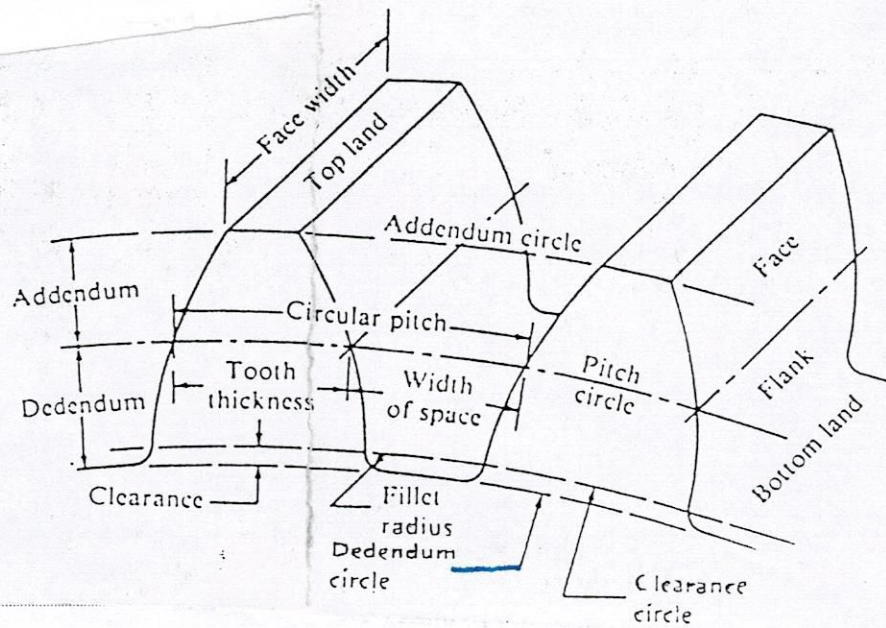 Face width
Top land
Addendum circle
Addendum
Face
Circular pitch
Tooth
thickness
Width
of space
Pitch
circle
Flank
Dedendum
Bottom land
Clearance
Fillet
radius
Dedendum
circle
Clearance
circle